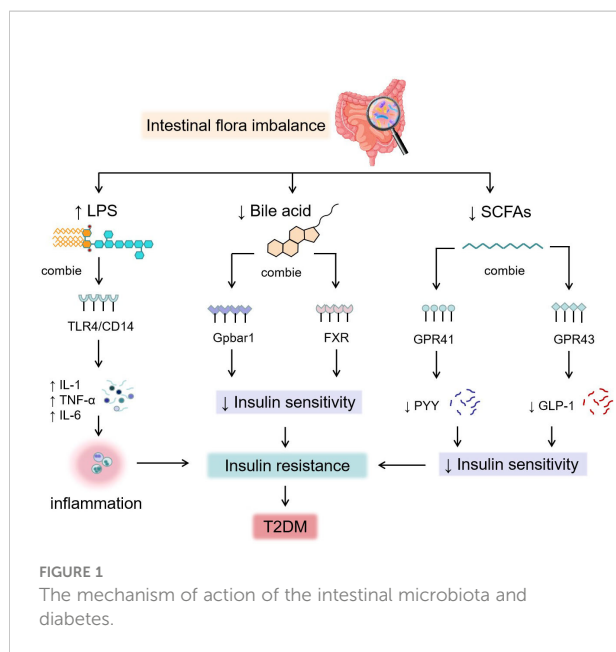 Intestinal flora imbalance
↑ LPS
↓ Bile acid
↓ SCFAs
combie
combie
combie
TLR4/CD14
Gpbar1
FXR
GPR41
GPR43
↑ IL-1
↑ TNF-α
↑ IL-6
↓ Insulin sensitivity
↓ PYY
↓ GLP-1
inflammation
Insulin resistance
↓ Insulin sensitivity
T2DM
FIGURE 1
The mechanism of action of the intestinal microbiota and
diabetes.